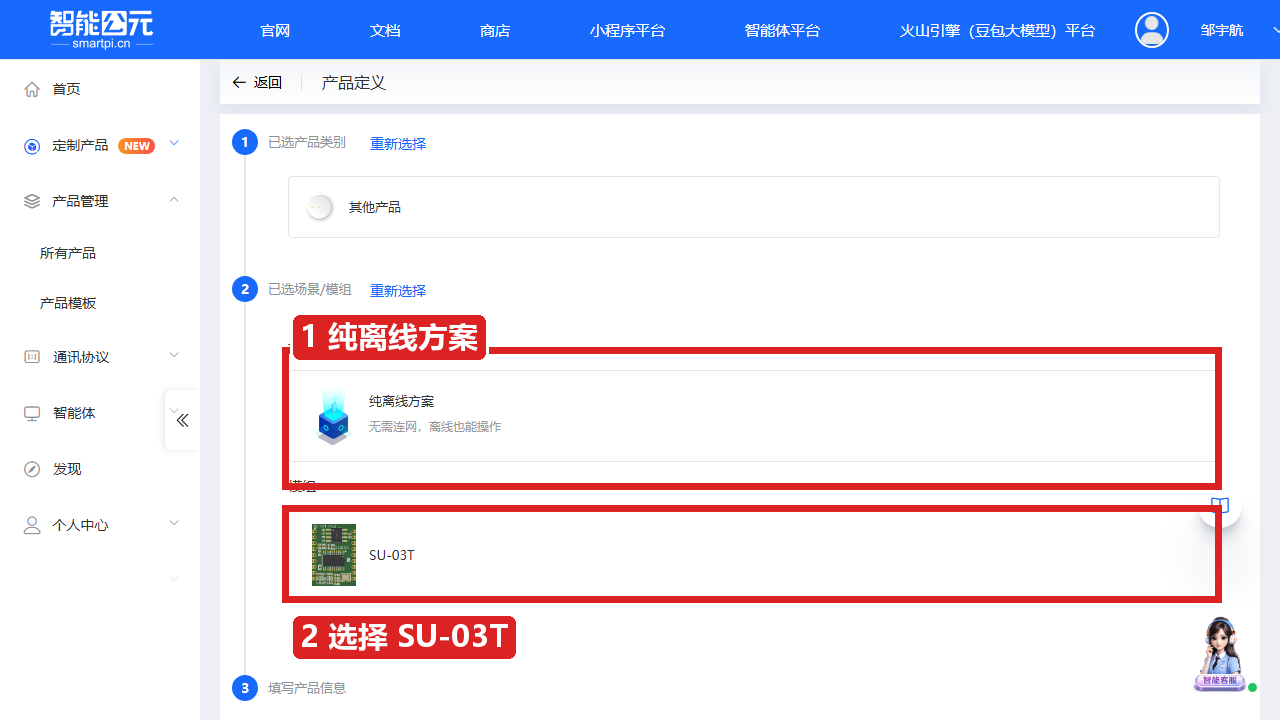 智能公元
smartpi.cn
官网
文档
商店
小程序平台
智能体平台
火山引擎（豆包大模型）平台
邹宇航
首页
定制产品 NEW
产品管理
所有产品
产品模板
通讯协议
智能体
发现
个人中心
返回
产品定义
1 已选产品类别 重新选择
其他产品
2 已选场景/模组 重新选择
1 纯离线方案
纯离线方案
无需连网，离线也能操作
模组
SU-03T
2 选择 SU-03T
3 填写产品信息
智能客服